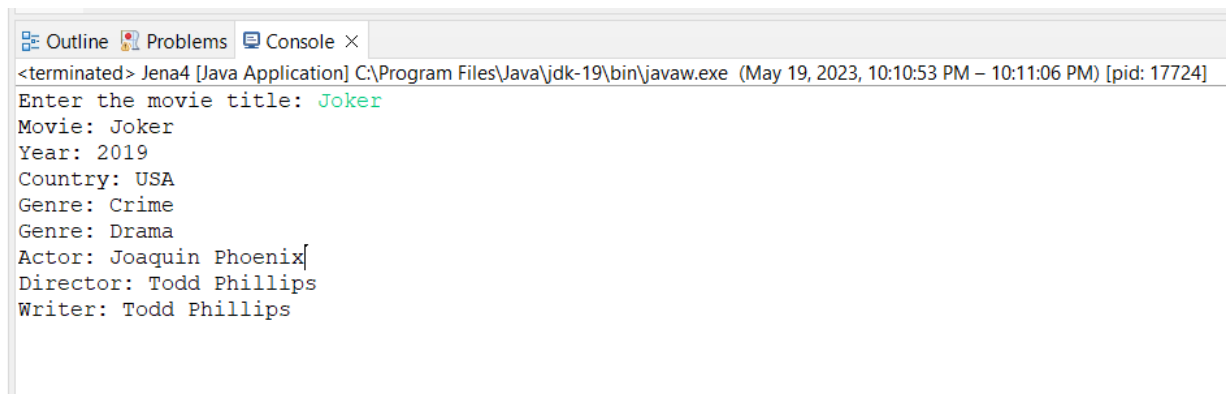 Outline Problems Console ×
<terminated> Jena4 [Java Application] C:\Program Files\Java\jdk-19\bin\javaw.exe (May 19, 2023, 10:10:53 PM – 10:11:06 PM) [pid: 17724]
Enter the movie title: Joker
Movie: Joker
Year: 2019
Country: USA
Genre: Crime
Genre: Drama
Actor: Joaquin Phoenix
Director: Todd Phillips
Writer: Todd Phillips